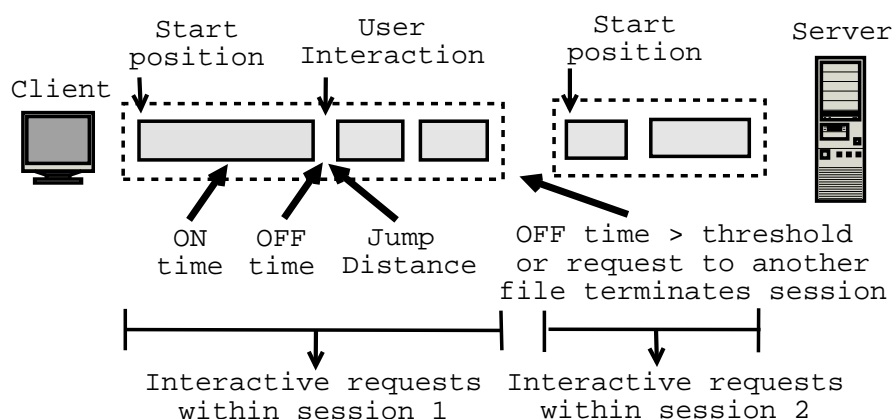 Start
position
User
Interaction
Start
position
Server
Client
ON
time
OFF
time
Jump
Distance
OFF time > threshold
or request to another
file terminates session
Interactive requests
within session 1
Interactive requests
within session 2